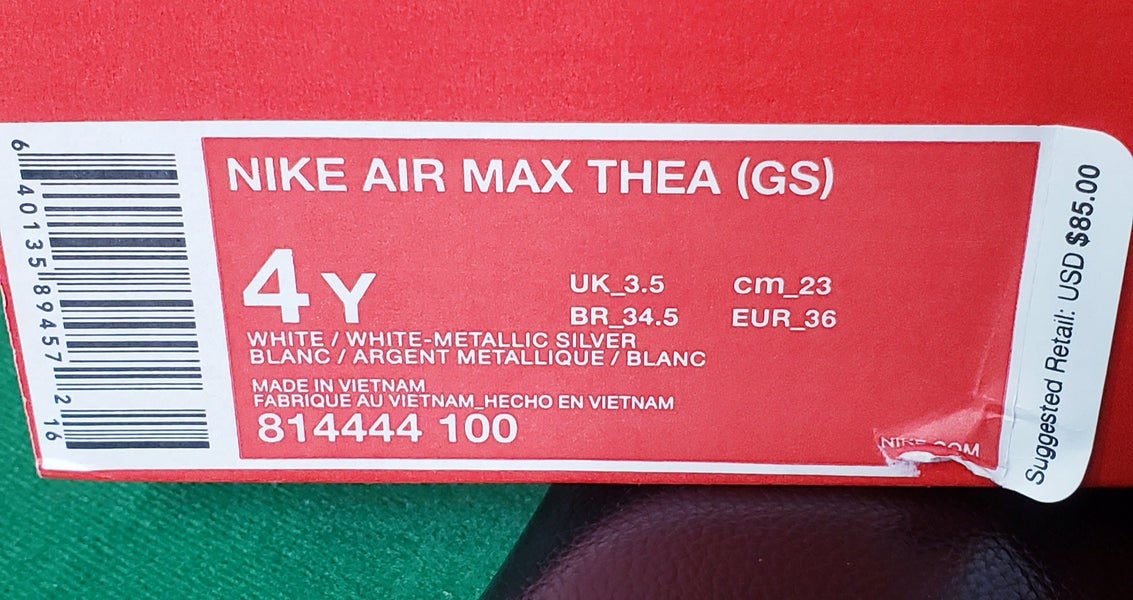 NIKE AIR MAX THEA (GS)
4Y
UK_3.5 cm_23
BR_34.5 EUR_36
WHITE / WHITE-METALLIC SILVER
BLANC / ARGENT METALLIQUE / BLANC
MADE IN VIETNAM
FABRIQUE AU VIETNAM_HECHO EN VIETNAM
814444 100
NIKE.COM
6 40135 89457 2 16
Suggested Retail: USD $85.00